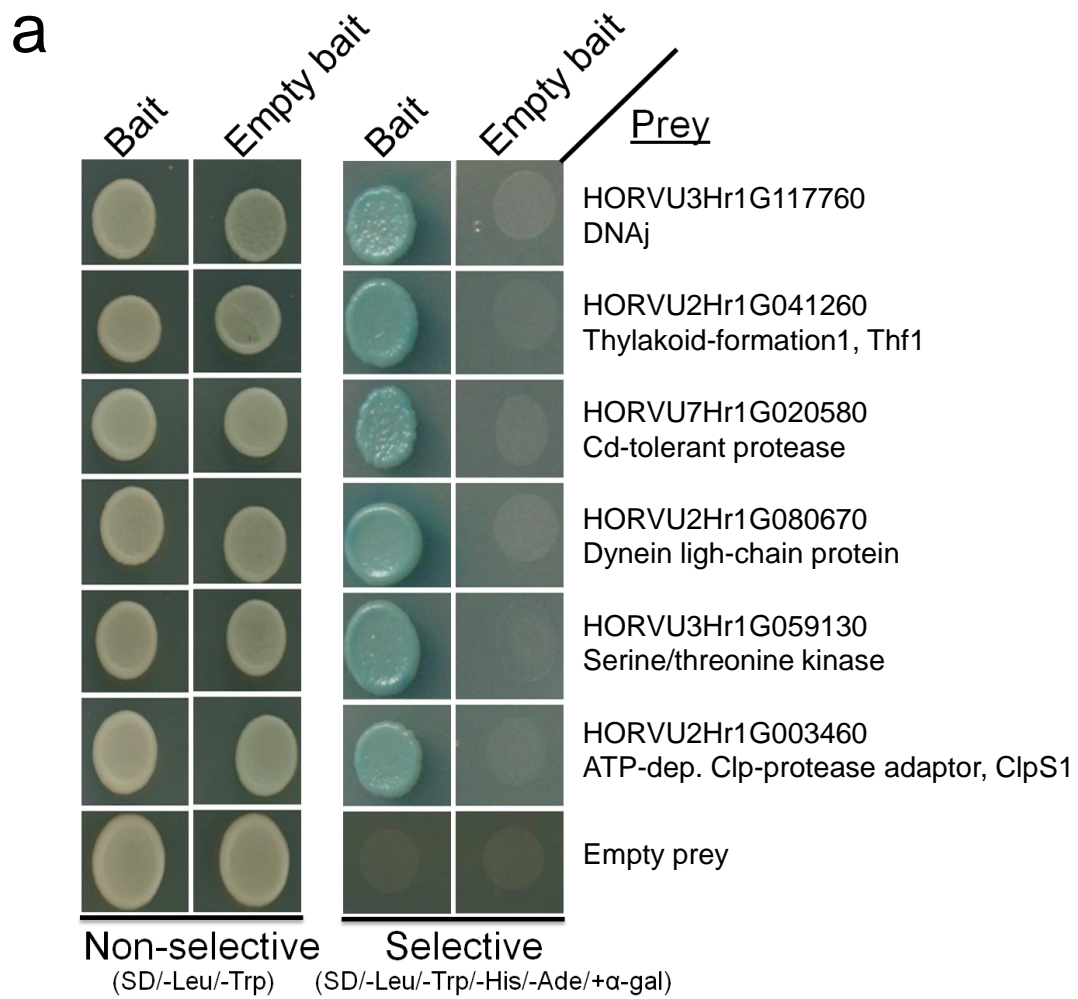 a
Bait
Empty bait
Bait
Empty bait
Prey
HORVU3Hr1G117760
DNAj
HORVU2Hr1G041260
Thylakoid-formation1, Thf1
HORVU7Hr1G020580
Cd-tolerant protease
HORVU2Hr1G080670
Dynein ligh-chain protein
HORVU3Hr1G059130
Serine/threonine kinase
HORVU2Hr1G003460
ATP-dep. Clp-protease adaptor, ClpS1
Empty prey
Non-selective
(SD/-Leu/-Trp)
Selective
(SD/-Leu/-Trp/-His/-Ade/+α-gal)